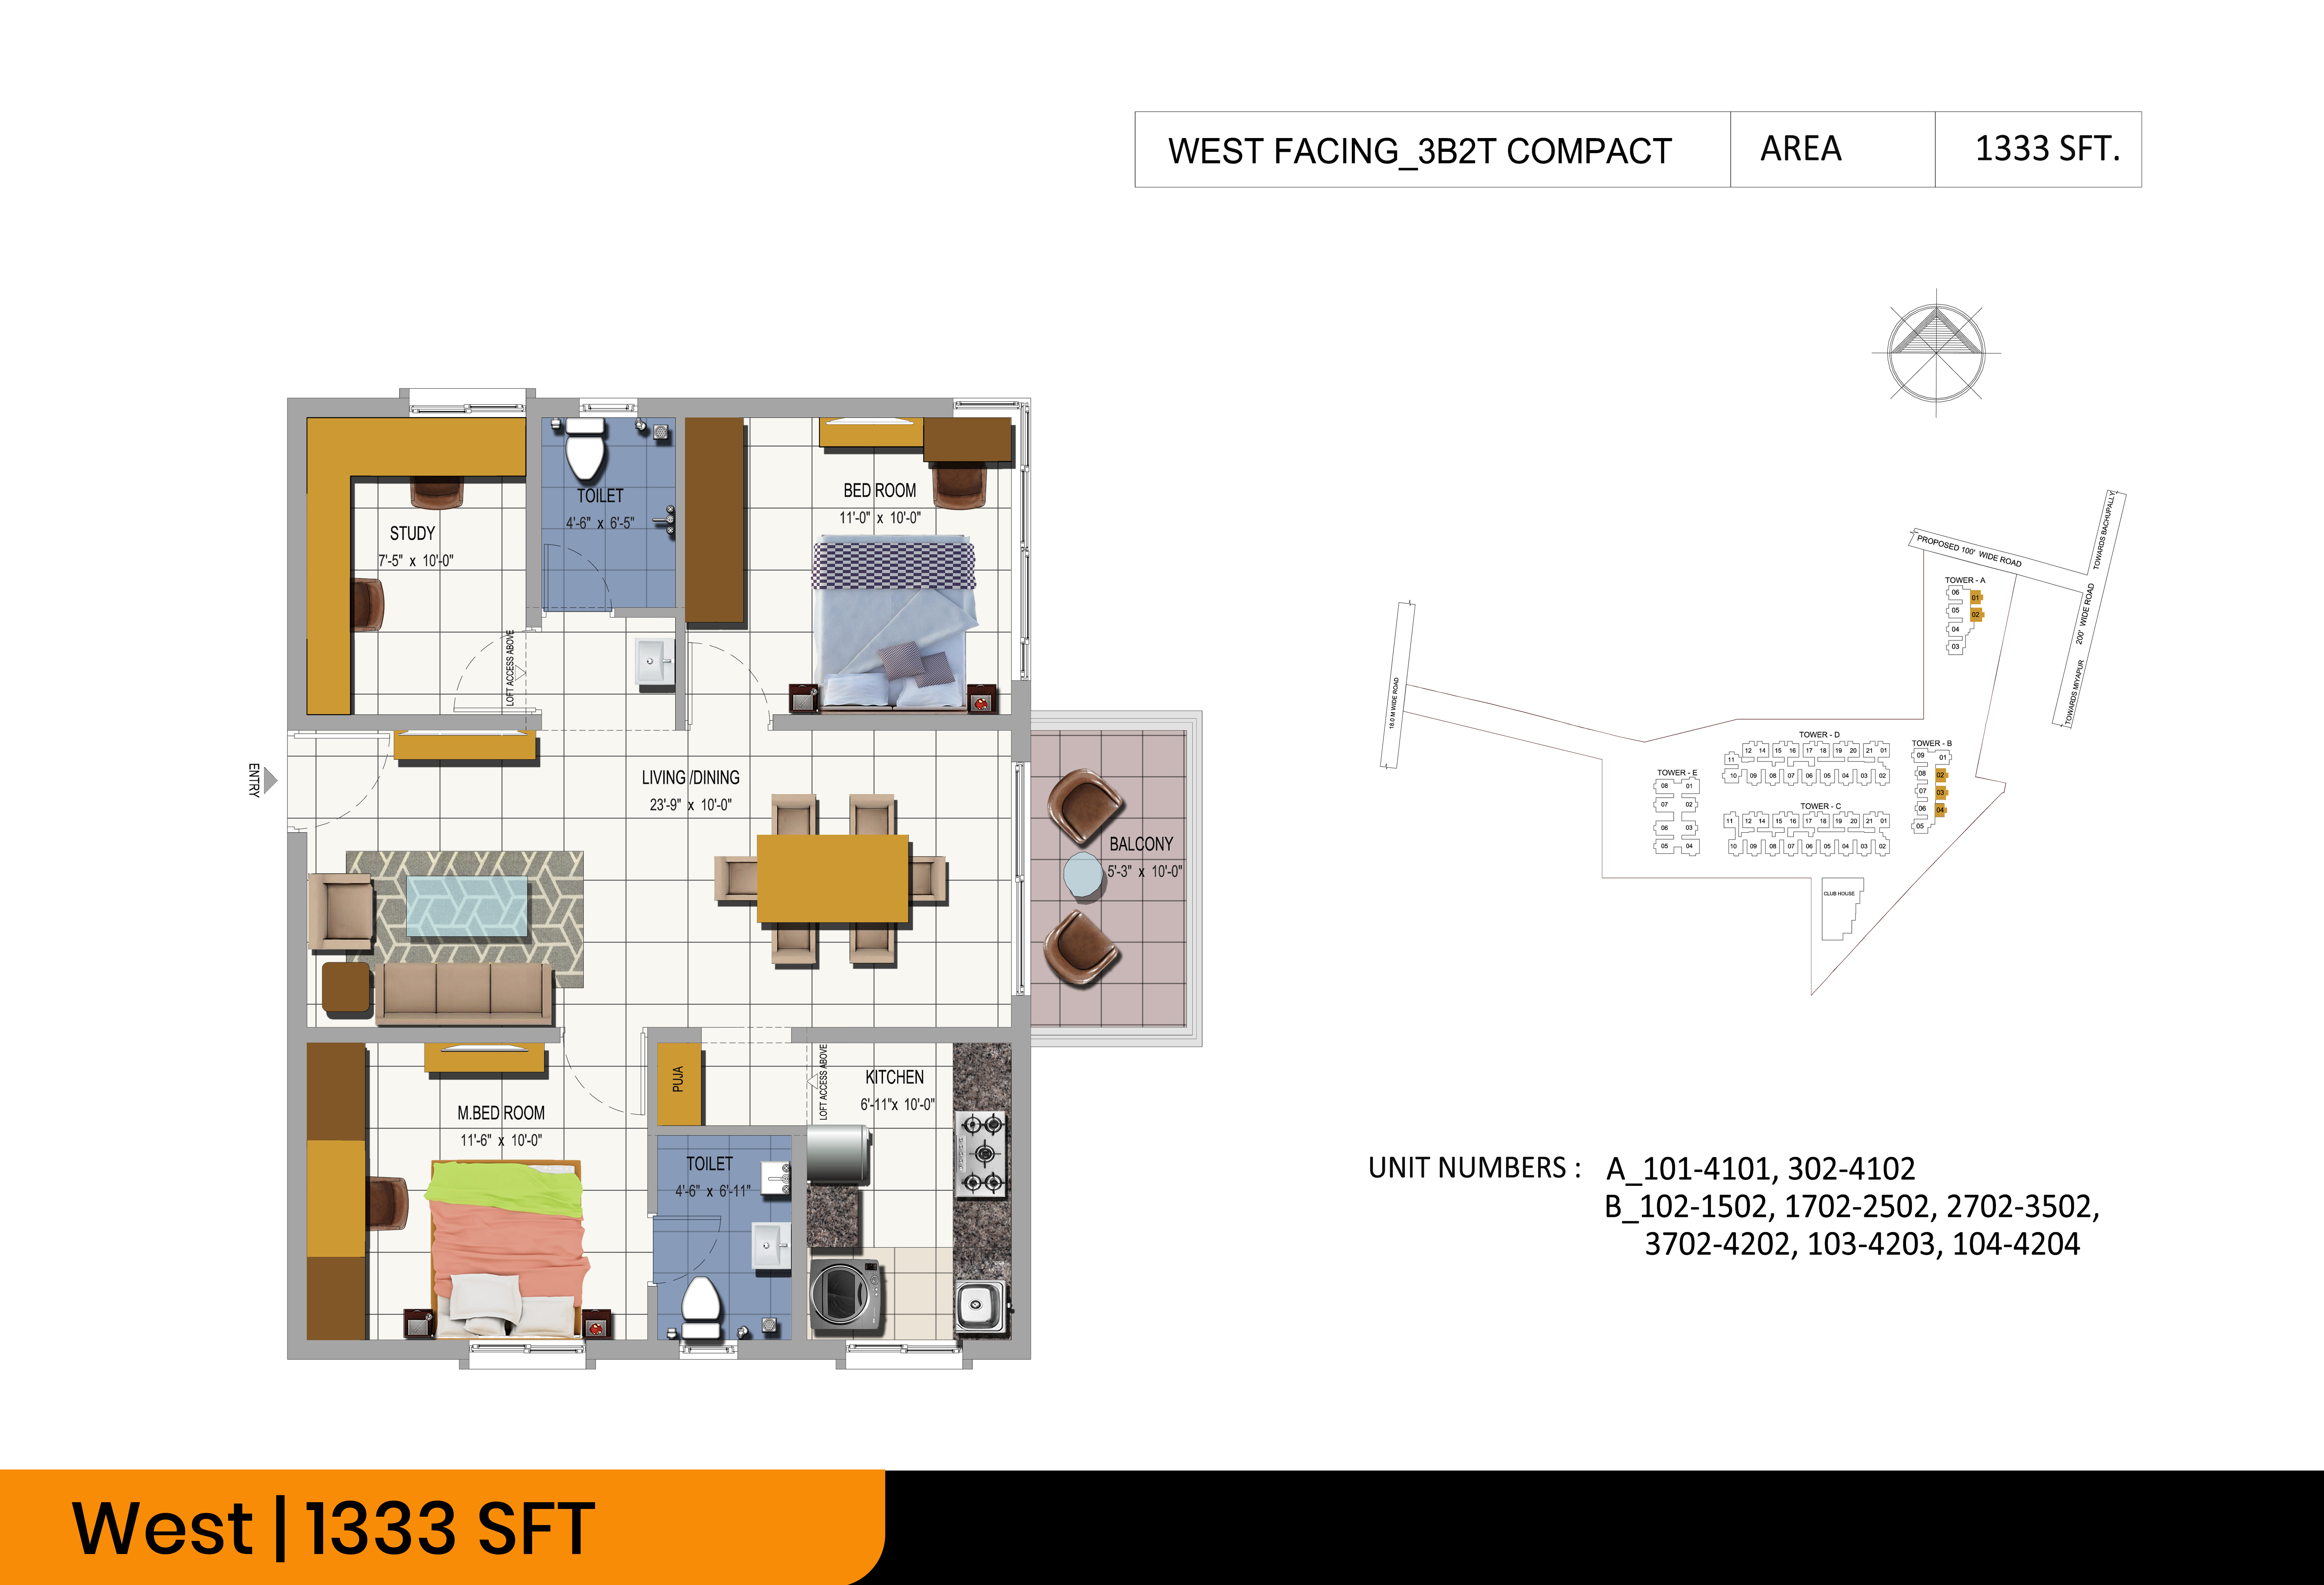 WEST FACING_3B2T COMPACT
AREA
1333 SFT.
TOILET
4'-6" x 6'-5"
BED ROOM
11'-0" x 10'-0"
STUDY
7'-5" x 10'-0"
LOFT ACCESS ABOVE
ENTRY
LIVING /DINING
23'-9" x 10'-0"
BALCONY
5'-3" x 10'-0"
PUJA
LOFT ACCESS ABOVE
KITCHEN
6'-11"x 10'-0"
M.BED ROOM
11'-6" x 10'-0"
TOILET
4'-6" x 6'-11"
PROPOSED 100' WIDE ROAD
TOWARDS BACHUPALLY
200' WIDE ROAD
TOWARDS MIYAPUR
18.0 M WIDE ROAD
TOWER - A
06
01
05
02
04
03
TOWER - D
12 14 15 16 17 18 19 20 21 01
11
10 09 08 07 06 05 04 03 02
TOWER - B
09 01
08 02
07 03
06 04
05
TOWER - E
08 01
07 02
06 03
05 04
TOWER - C
11 12 14 15 16 17 18 19 20 21 01
10 09 08 07 06 05 04 03 02
CLUB HOUSE
UNIT NUMBERS : A_101-4101, 302-4102
B_102-1502, 1702-2502, 2702-3502,
3702-4202, 103-4203, 104-4204
West | 1333 SFT